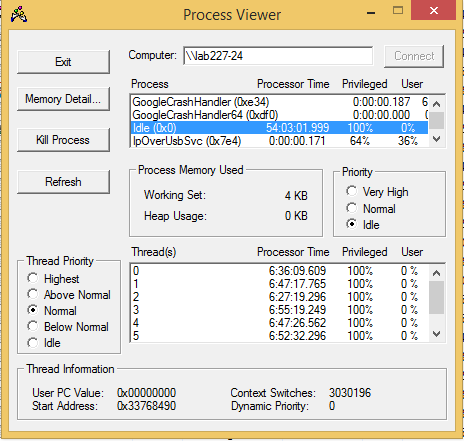 Process Viewer
Exit
Memory Detail...
Kill Process
Refresh
Computer: \\lab227-24 Connect
Process Processor Time Privileged User
GoogleCrashHandler (0xe34) 0:00:00.187 6
GoogleCrashHandler64 (0xdf0) 0:00:00.000
Idle (0x0) 54:03:01.999 100% 0%
IpOverUsbSvc (0x7e4) 0:00:00.171 64% 36%
Process Memory Used
Working Set: 4 KB
Heap Usage: 0 KB
Priority
Very High
Normal
Idle
Thread Priority
Highest
Above Normal
Normal
Below Normal
Idle
Thread(s) Processor Time Privileged User
0 6:36:09.609 100% 0 %
1 6:47:17.765 100% 0 %
2 6:27:19.296 100% 0 %
3 6:55:19.249 100% 0 %
4 6:47:26.562 100% 0 %
5 6:52:32.296 100% 0 %
Thread Information
User PC Value: 0x00000000 Context Switches: 3030196
Start Address: 0x33768490 Dynamic Priority: 0